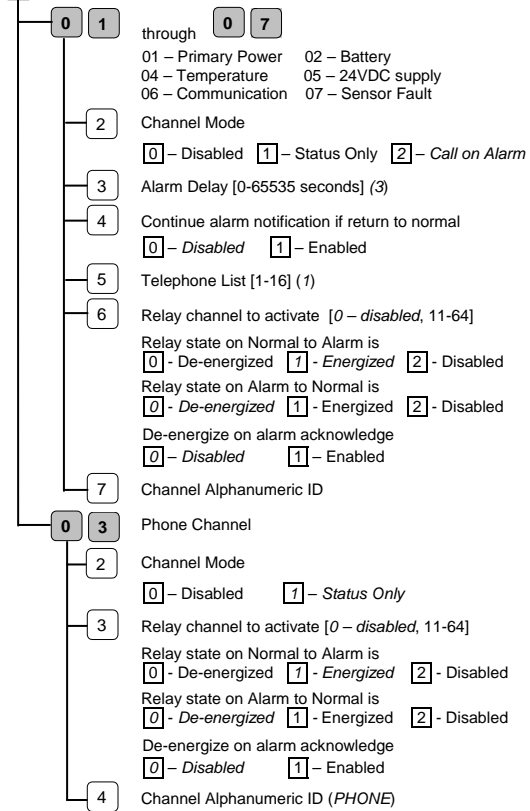 0 1 through 0 7
01 – Primary Power 02 – Battery
04 – Temperature 05 – 24VDC supply
06 – Communication 07 – Sensor Fault
2 Channel Mode
0 – Disabled 1 – Status Only 2 – Call on Alarm
3 Alarm Delay [0-65535 seconds] (3)
4 Continue alarm notification if return to normal
0 – Disabled 1 – Enabled
5 Telephone List [1-16] (1)
6 Relay channel to activate [0 – disabled, 11-64]
Relay state on Normal to Alarm is
0 - De-energized 1 - Energized 2 - Disabled
Relay state on Alarm to Normal is
0 - De-energized 1 - Energized 2 - Disabled
De-energize on alarm acknowledge
0 – Disabled 1 – Enabled
7 Channel Alphanumeric ID
0 3 Phone Channel
2 Channel Mode
0 – Disabled 1 – Status Only
3 Relay channel to activate [0 – disabled, 11-64]
Relay state on Normal to Alarm is
0 - De-energized 1 - Energized 2 - Disabled
Relay state on Alarm to Normal is
0 - De-energized 1 - Energized 2 - Disabled
De-energize on alarm acknowledge
0 – Disabled 1 – Enabled
4 Channel Alphanumeric ID (PHONE)